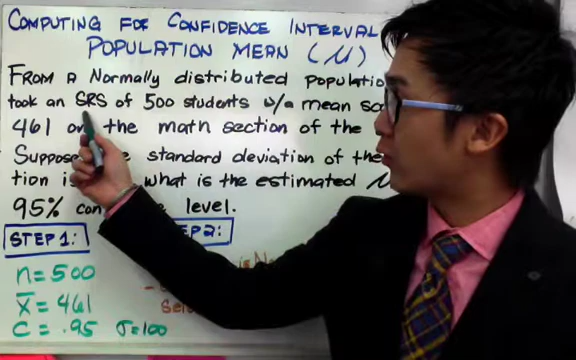 COMPUTING FOR CONFIDENCE INTERVAL
POPULATION MEAN (μ)
FROM A Normally distributed populatio
took an SRS of 500 students w/a mean sc
461 on the math section of the
Suppose standard deviation of the
tion is what is the estimated μ
95% con level.
STEP 1:
EP2:
n=500
x̄=461
C = .95 σ=100